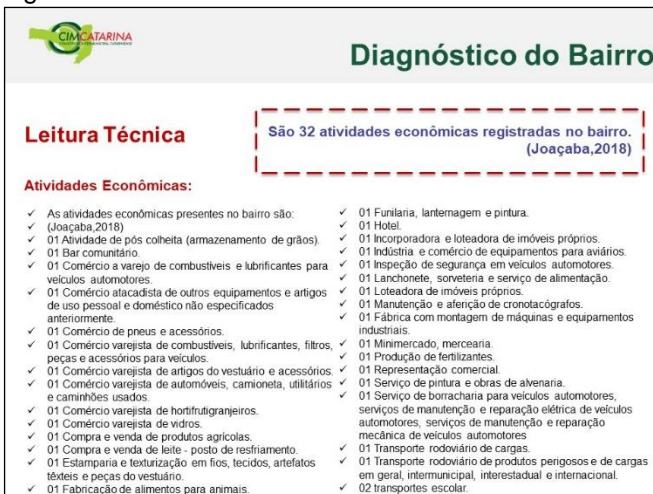 CIMCATARINA
Diagnóstico do Bairro
Leitura Técnica
São 32 atividades econômicas registradas no bairro.
(Joaçaba,2018)
Atividades Econômicas:
✓ As atividades econômicas presentes no bairro são:
✓ (Joaçaba,2018)
✓ 01 Atividade de pós colheita (armazenamento de grãos).
✓ 01 Bar comunitário.
✓ 01 Comércio a varejo de combustíveis e lubrificantes para
veículos automotores.
✓ 01 Comércio atacadista de outros equipamentos e artigos
de uso pessoal e doméstico não especificados
anteriormente.
✓ 01 Comércio de pneus e acessórios.
✓ 01 Comércio varejista de combustíveis, lubrificantes, filtros,
peças e acessórios para veículos.
✓ 01 Comércio varejista de artigos do vestuário e acessórios.
✓ 01 Comércio varejista de automóveis, camioneta, utilitários
e caminhões usados.
✓ 01 Comércio varejista de hortifrutigranjeiros.
✓ 01 Comércio varejista de vidros.
✓ 01 Compra e venda de produtos agrícolas.
✓ 01 Compra e venda de leite - posto de resfriamento.
✓ 01 Estamparia e texturização em fios, tecidos, artefatos
têxteis e peças do vestuário.
✓ 01 Fabricação de alimentos para animais.
✓ 01 Funilaria, lanternagem e pintura.
✓ 01 Hotel.
✓ 01 Incorporadora e loteadora de imóveis próprios.
✓ 01 Indústria e comércio de equipamentos para aviários.
✓ 01 Inspeção de segurança em veículos automotores.
✓ 01 Lanchonete, sorveteria e serviço de alimentação.
✓ 01 Loteadora de imóveis próprios.
✓ 01 Manutenção e aferição de cronotacógrafos.
✓ 01 Fábrica com montagem de máquinas e equipamentos
industriais.
✓ 01 Minimercado, mercearia.
✓ 01 Produção de fertilizantes.
✓ 01 Representação comercial.
✓ 01 Serviço de pintura e obras de alvenaria.
✓ 01 Serviço de borracharia para veículos automotores,
serviços de manutenção e reparação elétrica de veículos
automotores, serviços de manutenção e reparação
mecânica de veículos automotores
✓ 01 Transporte rodoviário de cargas.
✓ 01 Transporte rodoviário de produtos perigosos e de cargas
em geral, intermunicipal, interestadual e internacional.
✓ 02 transportes escolar.